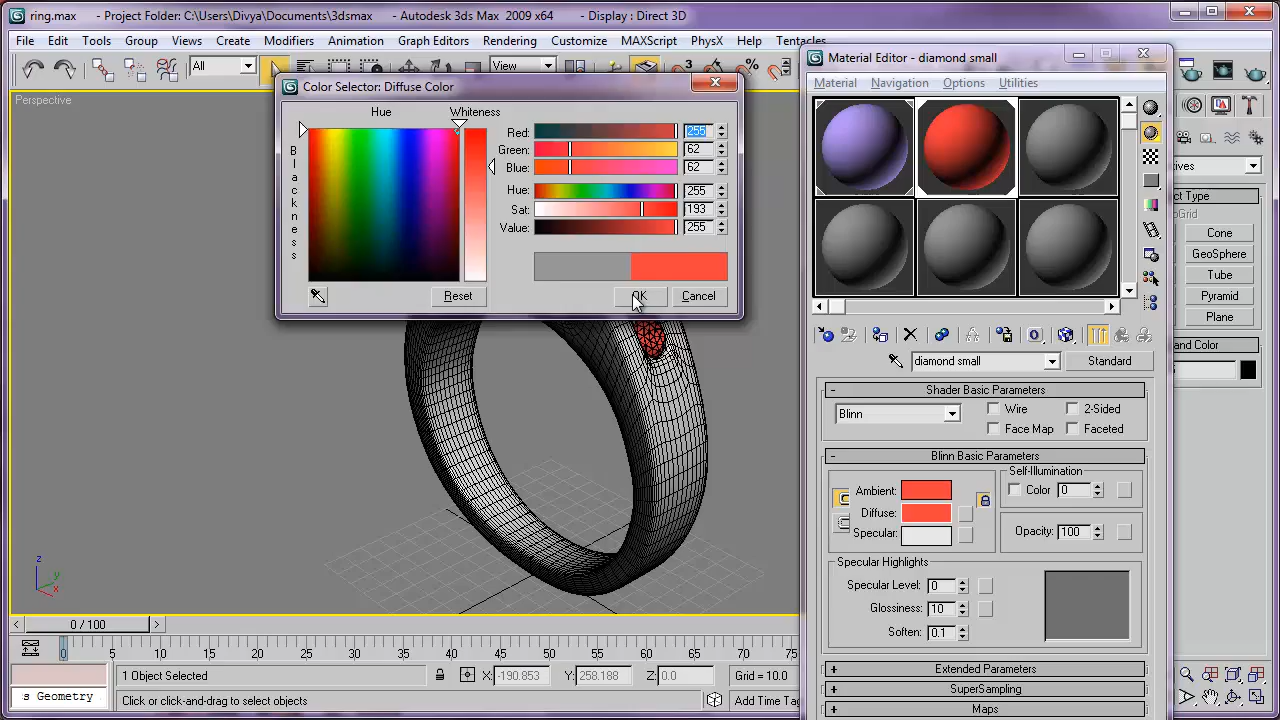 ring.max - Project Folder: C:\Users\Divya\Documents\3dsmax - Autodesk 3ds Max 2009 x64 - Display : Direct 3D
File Edit Tools Group Views Create Modifiers Animation Graph Editors Rendering Customize MAXScript PhysX Help Tentacles
All View
Perspective
Color Selector: Diffuse Color
Hue Whiteness
Blackness
Red: 255
Green: 62
Blue: 62
Hue: 255
Sat: 193
Value: 255
Reset OK Cancel
Material Editor - diamond small
Material Navigation Options Utilities
diamond small Standard
Shader Basic Parameters
Blinn Wire 2-Sided
Face Map Faceted
Blinn Basic Parameters
Self-Illumination
Ambient: Color 0
Diffuse:
Specular: Opacity: 100
Specular Highlights
Specular Level: 0
Glossiness: 10
Soften: 0.1
Extended Parameters
SuperSampling
Maps
Cone
GeoSphere
Tube
Pyramid
Plane
and Color
z
y
x
0 / 100
0 5 10 15 20 25 30 35 40 45 50 55 60 65 70 75 80
1 Object Selected X: -190.853 Y: 258.188 Z: 0.0 Grid = 10.0
s Geometry Click or click-and-drag to select objects Add Time Tag